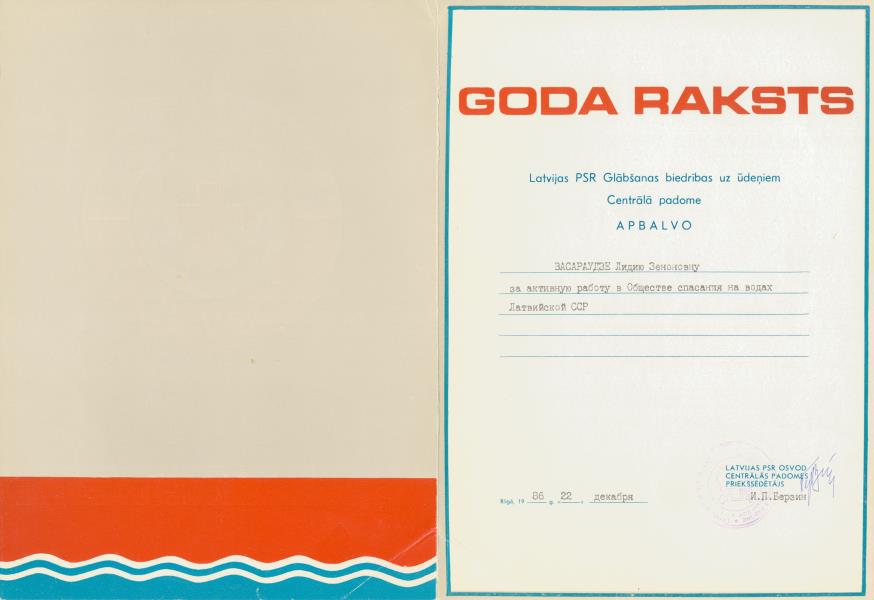 GODA RAKSTS
Latvijas PSR Glābšanas biedrības uz ūdeņiem
Centrālā padome
APBALVO
ЗАСАРАУДЗЕ Лидию Зеноновну
за активную работу в Обществе спасания на водах
Латвийской ССР
LATVIJAS PSR OSVOD
CENTRĀLĀS PADOMES
PRIEKŠSĒDĒTĀJS
И.П.Берзин
Rīgā, 19 86 g. «22» декабря